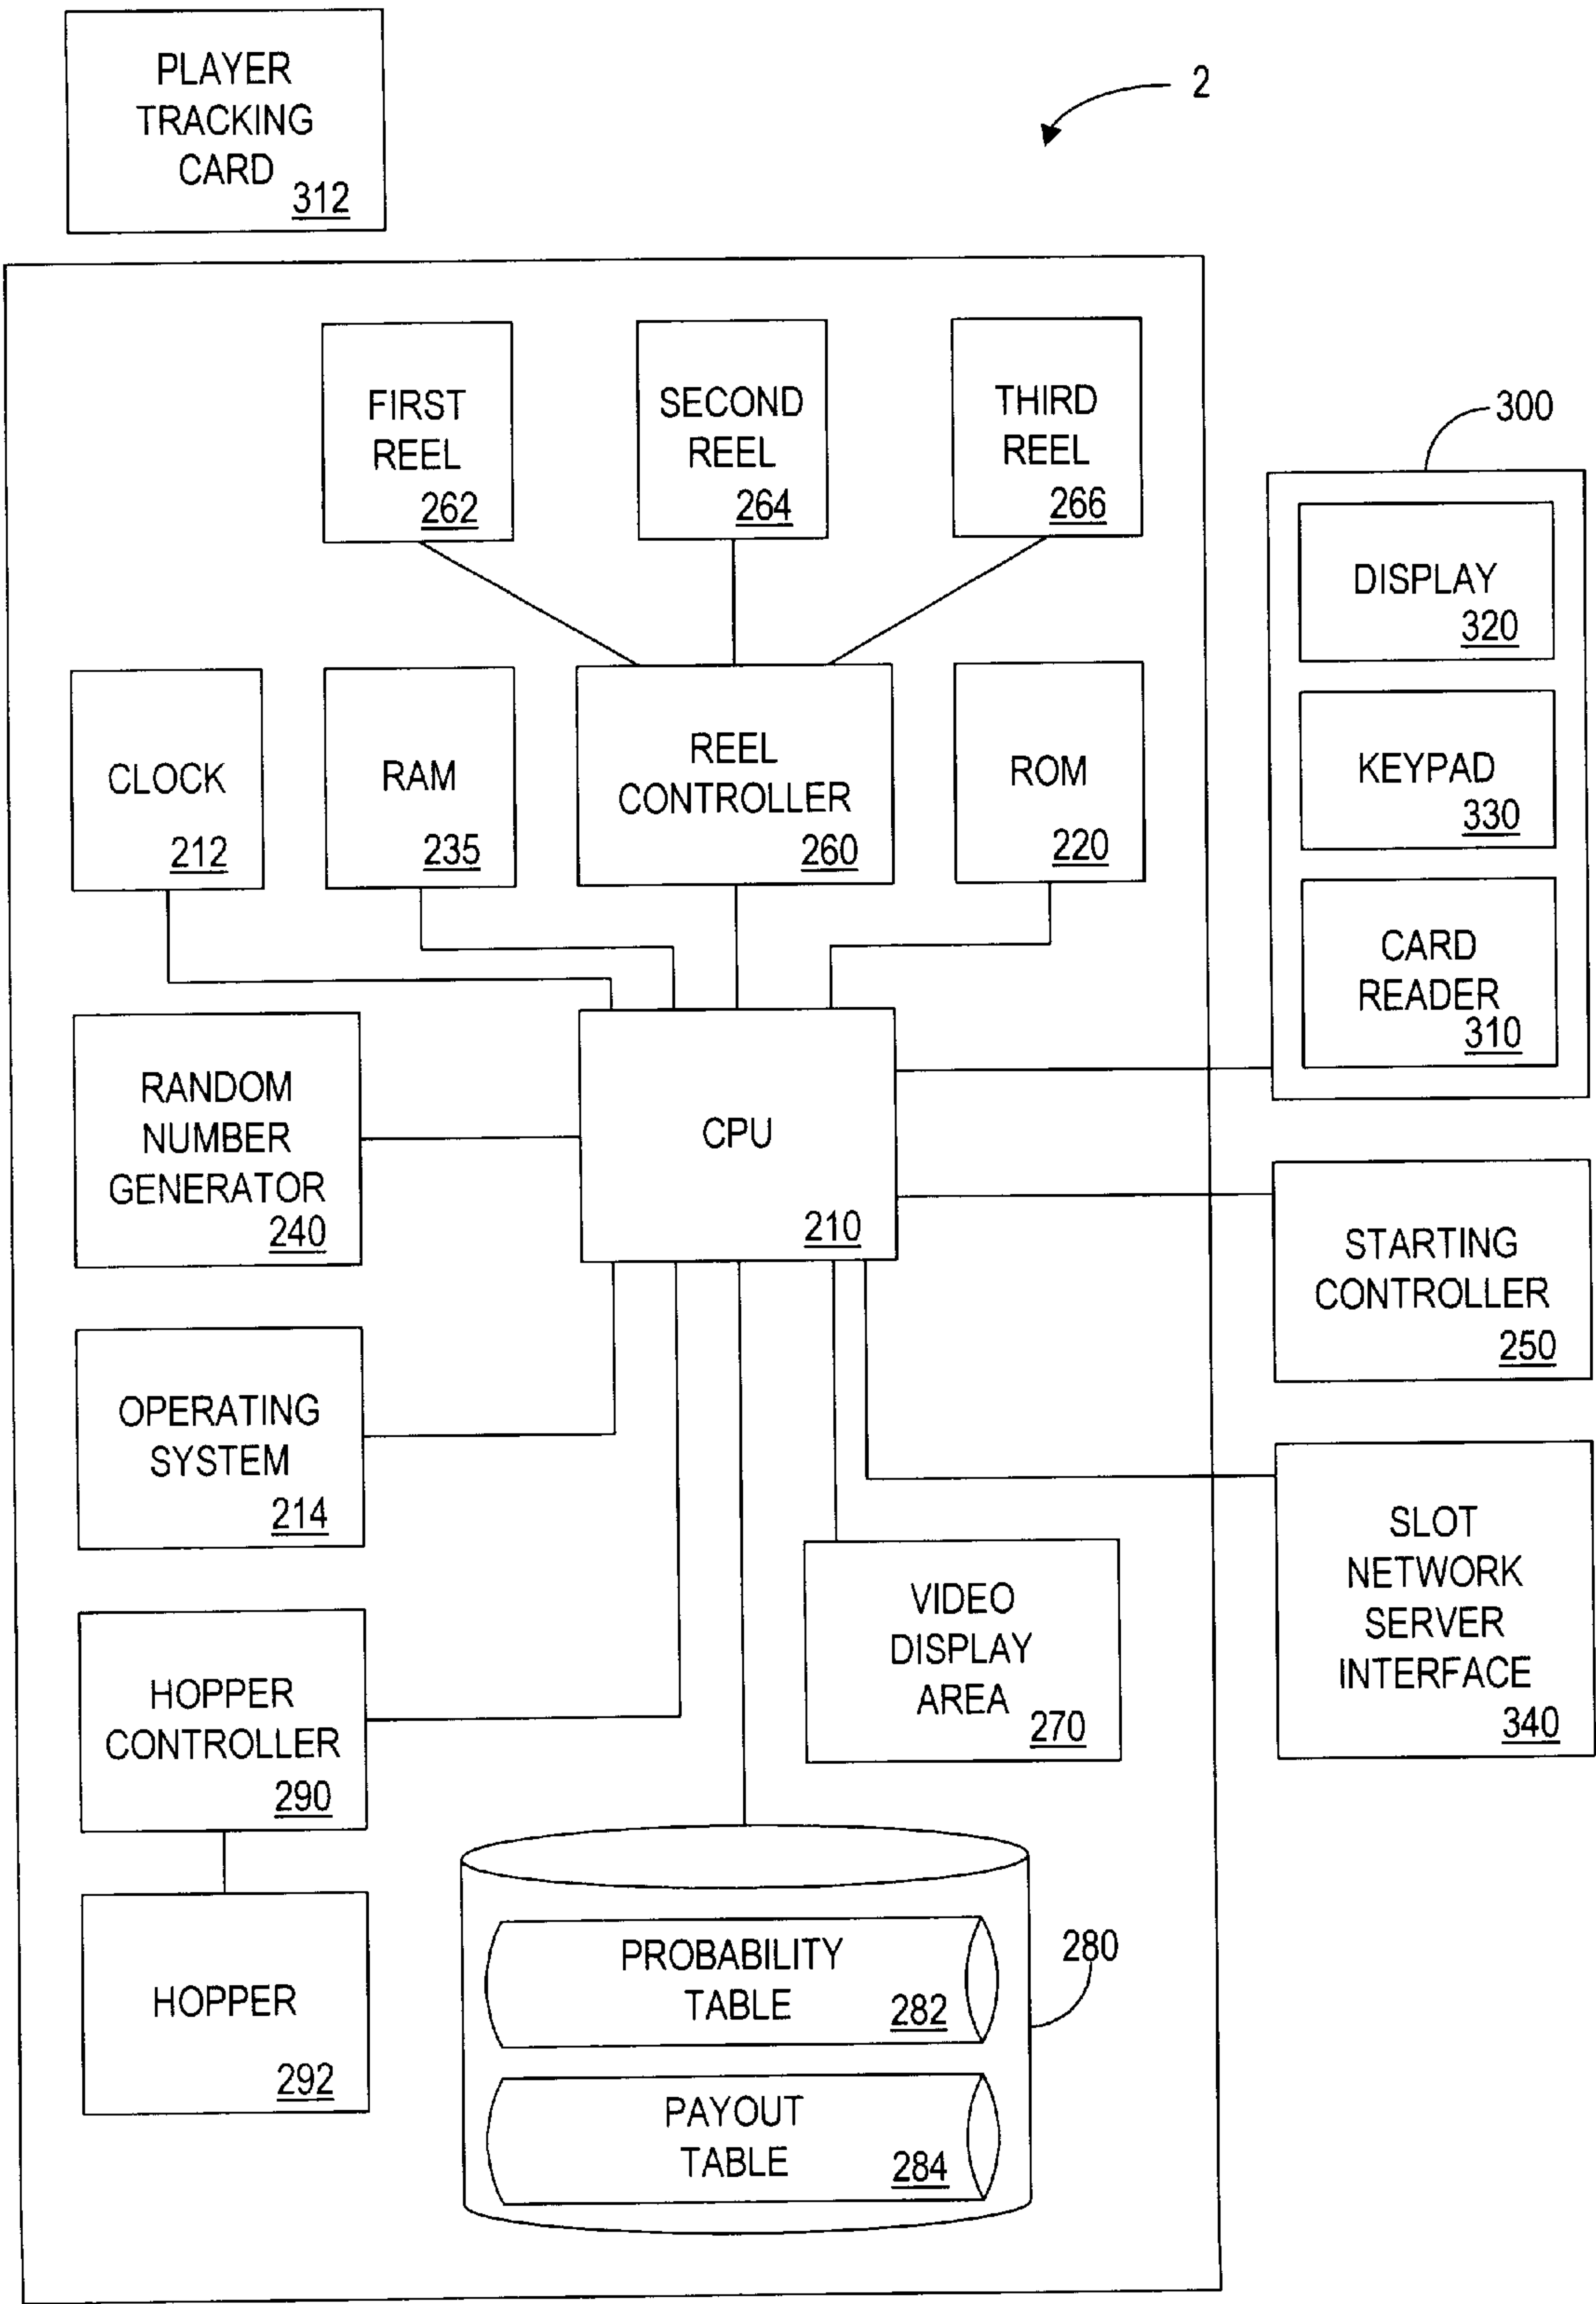 PLAYER
TRACKING
CARD
312
2
FIRST
REEL
262
SECOND
REEL
264
THIRD
REEL
266
300
DISPLAY
320
KEYPAD
330
CARD
READER
310
CLOCK
212
RAM
235
REEL
CONTROLLER
260
ROM
220
RANDOM
NUMBER
GENERATOR
240
CPU
210
STARTING
CONTROLLER
250
OPERATING
SYSTEM
214
SLOT
NETWORK
SERVER
INTERFACE
340
VIDEO
DISPLAY
AREA
270
HOPPER
CONTROLLER
290
HOPPER
292
PROBABILITY
TABLE
282
280
PAYOUT
TABLE
284